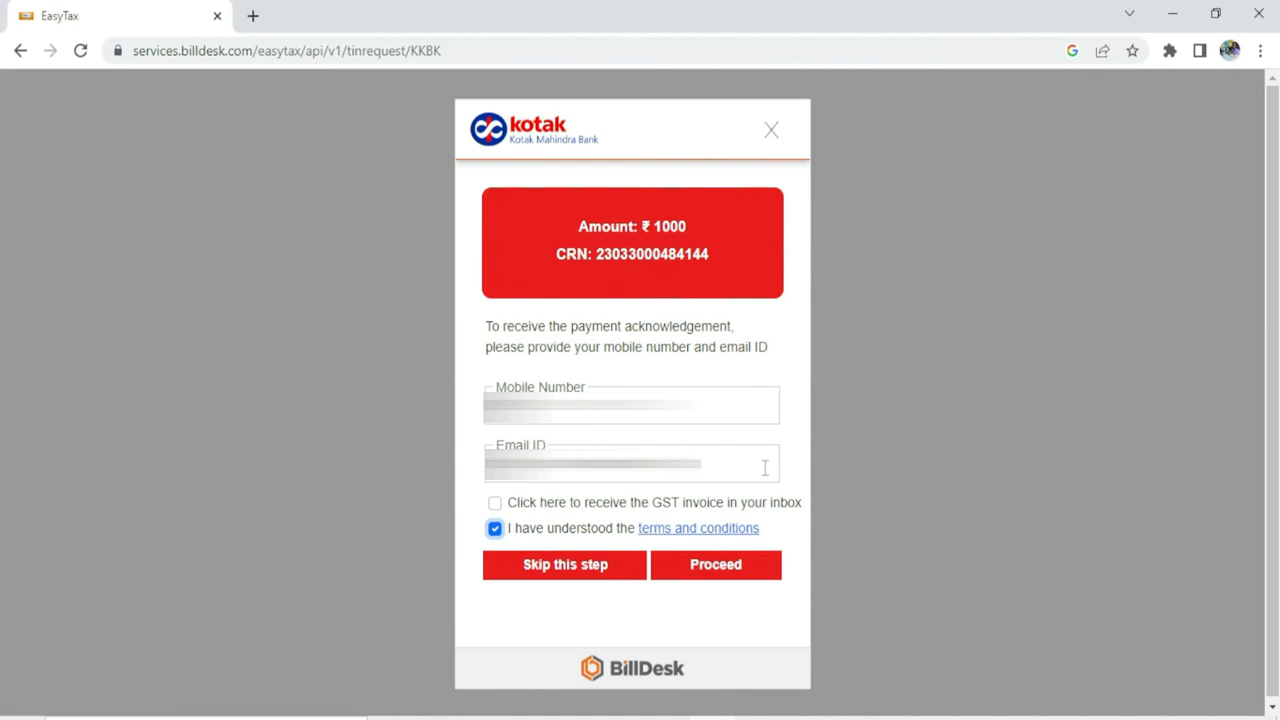 EasyTax
services.billdesk.com/easytax/api/v1/tinrequest/KKBK
kotak
Kotak Mahindra Bank
Amount: ₹ 1000
CRN: 23033000484144
To receive the payment acknowledgement,
please provide your mobile number and email ID
Mobile Number
Email ID
Click here to receive the GST invoice in your inbox
I have understood the terms and conditions
Skip this step
Proceed
BillDesk